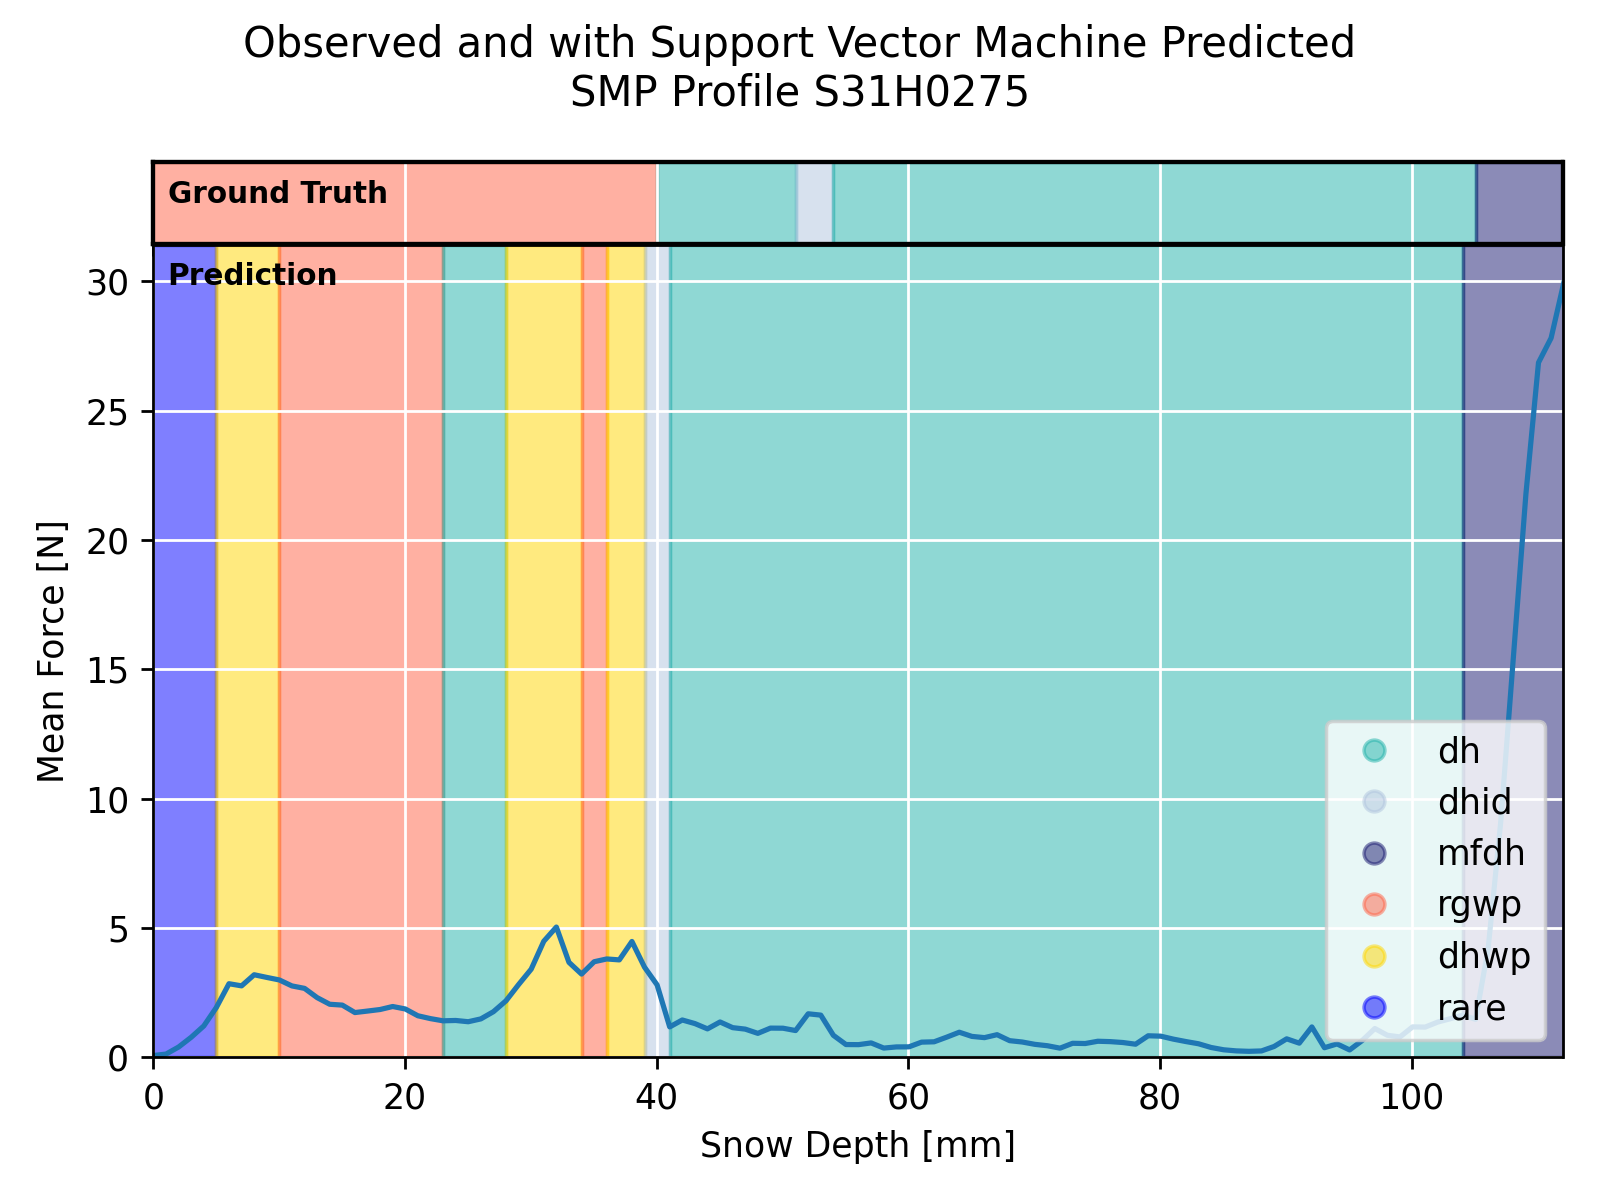 Observed and with Support Vector Machine Predicted
SMP Profile S31H0275
Ground Truth
Prediction
30
25
20
15
10
5
0
Mean Force [N]
dh
dhid
mfdh
rgwp
dhwp
rare
0 20 40 60 80 100
Snow Depth [mm]